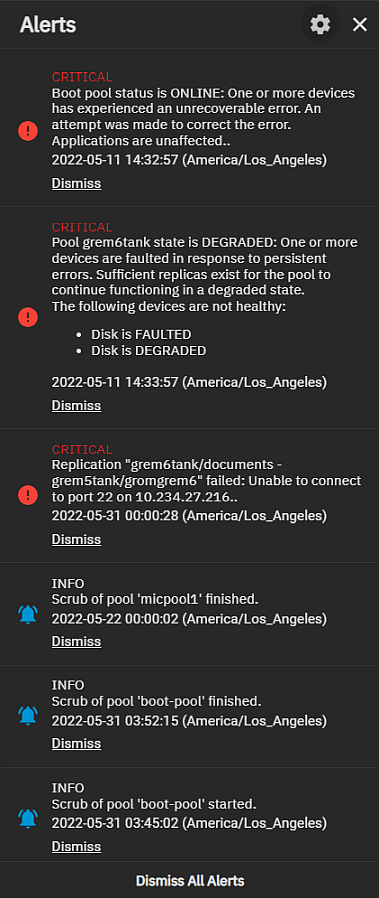 Alerts
CRITICAL
Boot pool status is ONLINE: One or more devices
has experienced an unrecoverable error. An
attempt was made to correct the error.
Applications are unaffected..
2022-05-11 14:32:57 (America/Los_Angeles)
Dismiss
CRITICAL
Pool grem6tank state is DEGRADED: One or more
devices are faulted in response to persistent
errors. Sufficient replicas exist for the pool to
continue functioning in a degraded state.
The following devices are not healthy:
• Disk is FAULTED
• Disk is DEGRADED
2022-05-11 14:33:57 (America/Los_Angeles)
Dismiss
CRITICAL
Replication "grem6tank/documents -
grem5tank/gromgrem6" failed: Unable to connect
to port 22 on 10.234.27.216..
2022-05-31 00:00:28 (America/Los_Angeles)
Dismiss
INFO
Scrub of pool 'micpool1' finished.
2022-05-22 00:00:02 (America/Los_Angeles)
Dismiss
INFO
Scrub of pool 'boot-pool' finished.
2022-05-31 03:52:15 (America/Los_Angeles)
Dismiss
INFO
Scrub of pool 'boot-pool' started.
2022-05-31 03:45:02 (America/Los_Angeles)
Dismiss
Dismiss All Alerts